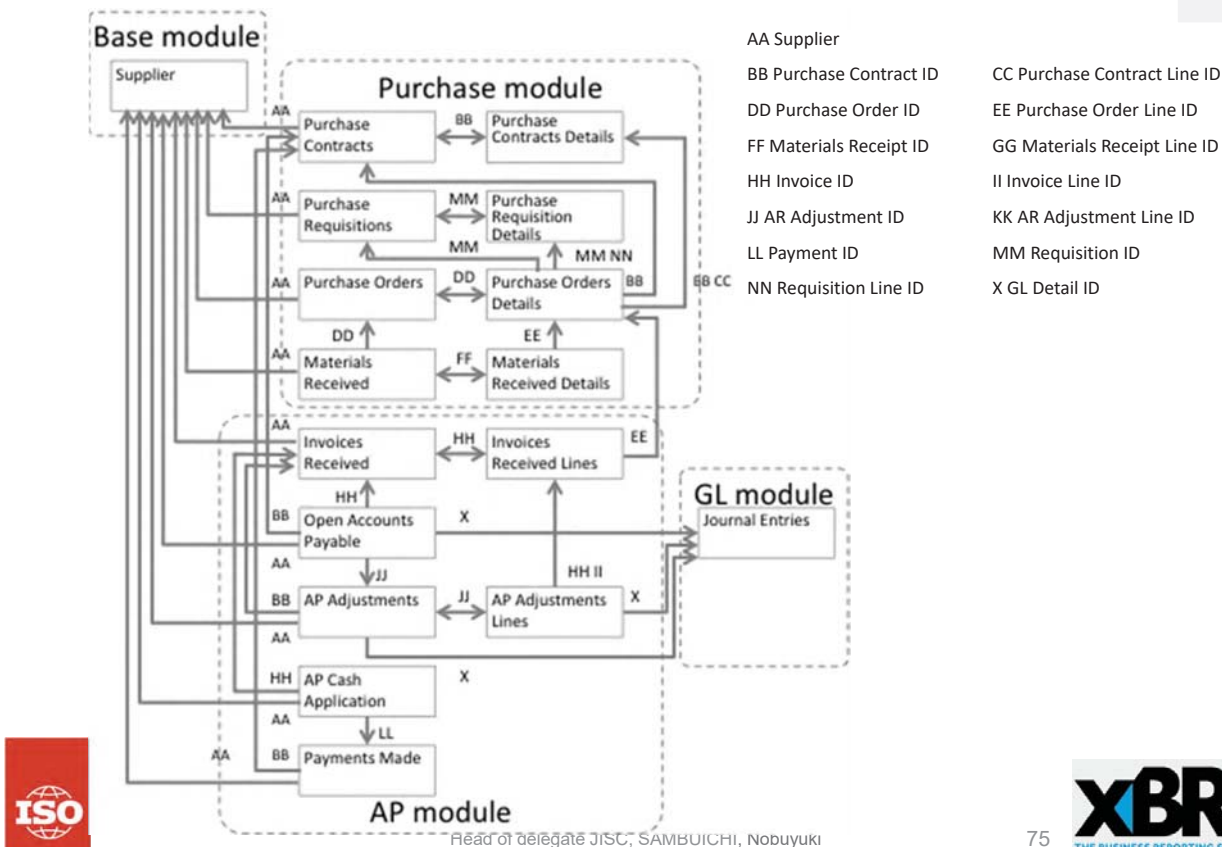 Base module
Supplier
Purchase module
AA
Purchase
Contracts
BB
Purchase
Contracts Details
AA
Purchase
Requisitions
MM
Purchase
Requisition
Details
MM
MM NN
AA
Purchase Orders
DD
Purchase Orders
Details
BB
BB CC
DD
EE
AA
Materials
Received
FF
Materials
Received Details
AA
Invoices
Received
HH
Invoices
Received Lines
EE
HH
BB
Open Accounts
Payable
X
GL module
Journal Entries
AA
JJ
HH II
BB
AP Adjustments
JJ
AP Adjustments
Lines
X
AA
HH
AP Cash
Application
X
AA
LL
AA
BB
Payments Made
AP module
AA Supplier
BB Purchase Contract ID
CC Purchase Contract Line ID
DD Purchase Order ID
EE Purchase Order Line ID
FF Materials Receipt ID
GG Materials Receipt Line ID
HH Invoice ID
II Invoice Line ID
JJ AR Adjustment ID
KK AR Adjustment Line ID
LL Payment ID
MM Requisition ID
NN Requisition Line ID
X GL Detail ID
ISO
Head of delegate JISC, SAMBUICHI, Nobuyuki
75
XBR
THE BUSINESS REPORTING